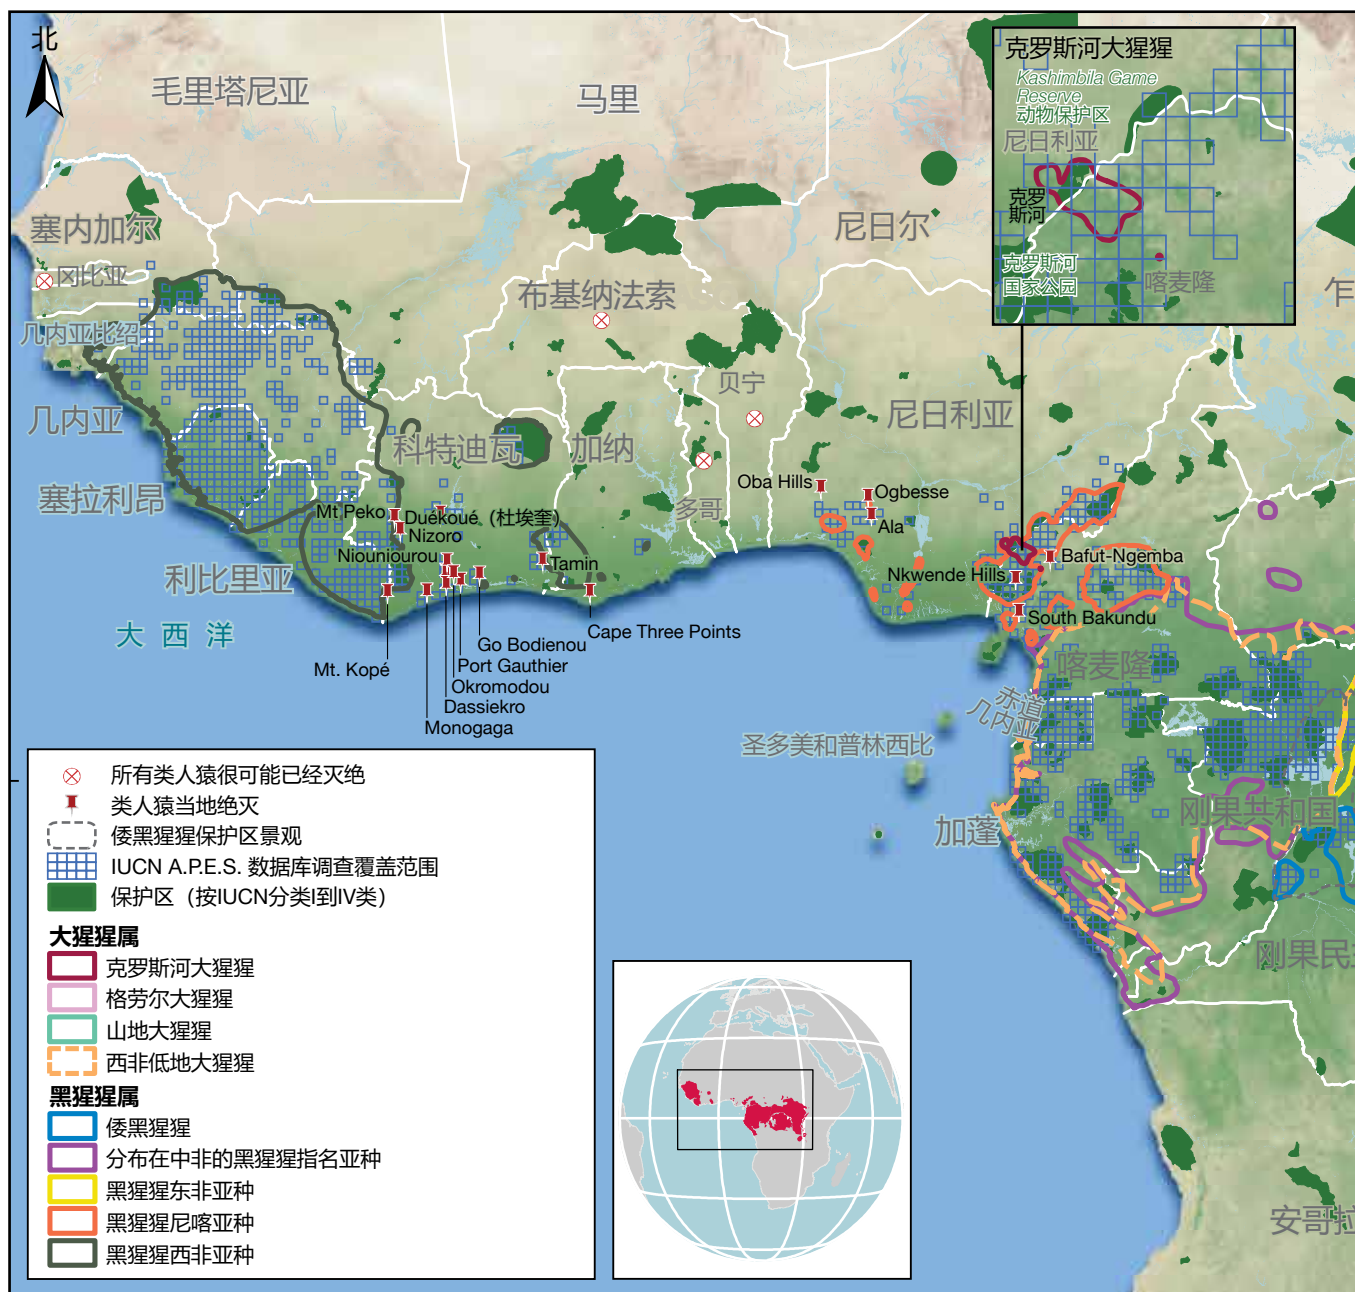 北
毛里塔尼亚
马里
塞内加尔
冈比亚
尼日尔
乍
布基纳法索
几内亚比绍
贝宁
几内亚
尼日利亚
科特迪瓦
加纳
塞拉利昂
多哥
Oba Hills
Ogbesse
Ala
Mt Peko
Duékoué（杜埃奎）
Nizoro
Niouniourou
Tamin
利比里亚
Bafut-Ngemba
Nkwende Hills
South Bakundu
大 西 洋
Cape Three Points
Go Bodienou
Port Gauthier
Mt. Kopé
Okromodou
Dassiekro
Monogaga
喀麦隆
赤道
几内亚
圣多美和普林西比
加蓬
刚果共和国
刚果民主
安哥拉
克罗斯河大猩猩
Kashimbila Game
Reserve
动物保护区
尼日利亚
克罗
斯河
克罗斯河
国家公园
喀麦隆
所有类人猿很可能已经灭绝
类人猿当地绝灭
倭黑猩猩保护区景观
IUCN A.P.E.S. 数据库调查覆盖范围
保护区（按IUCN分类I到IV类）
大猩猩属
克罗斯河大猩猩
格劳尔大猩猩
山地大猩猩
西非低地大猩猩
黑猩猩属
倭黑猩猩
分布在中非的黑猩猩指名亚种
黑猩猩东非亚种
黑猩猩尼喀亚种
黑猩猩西非亚种